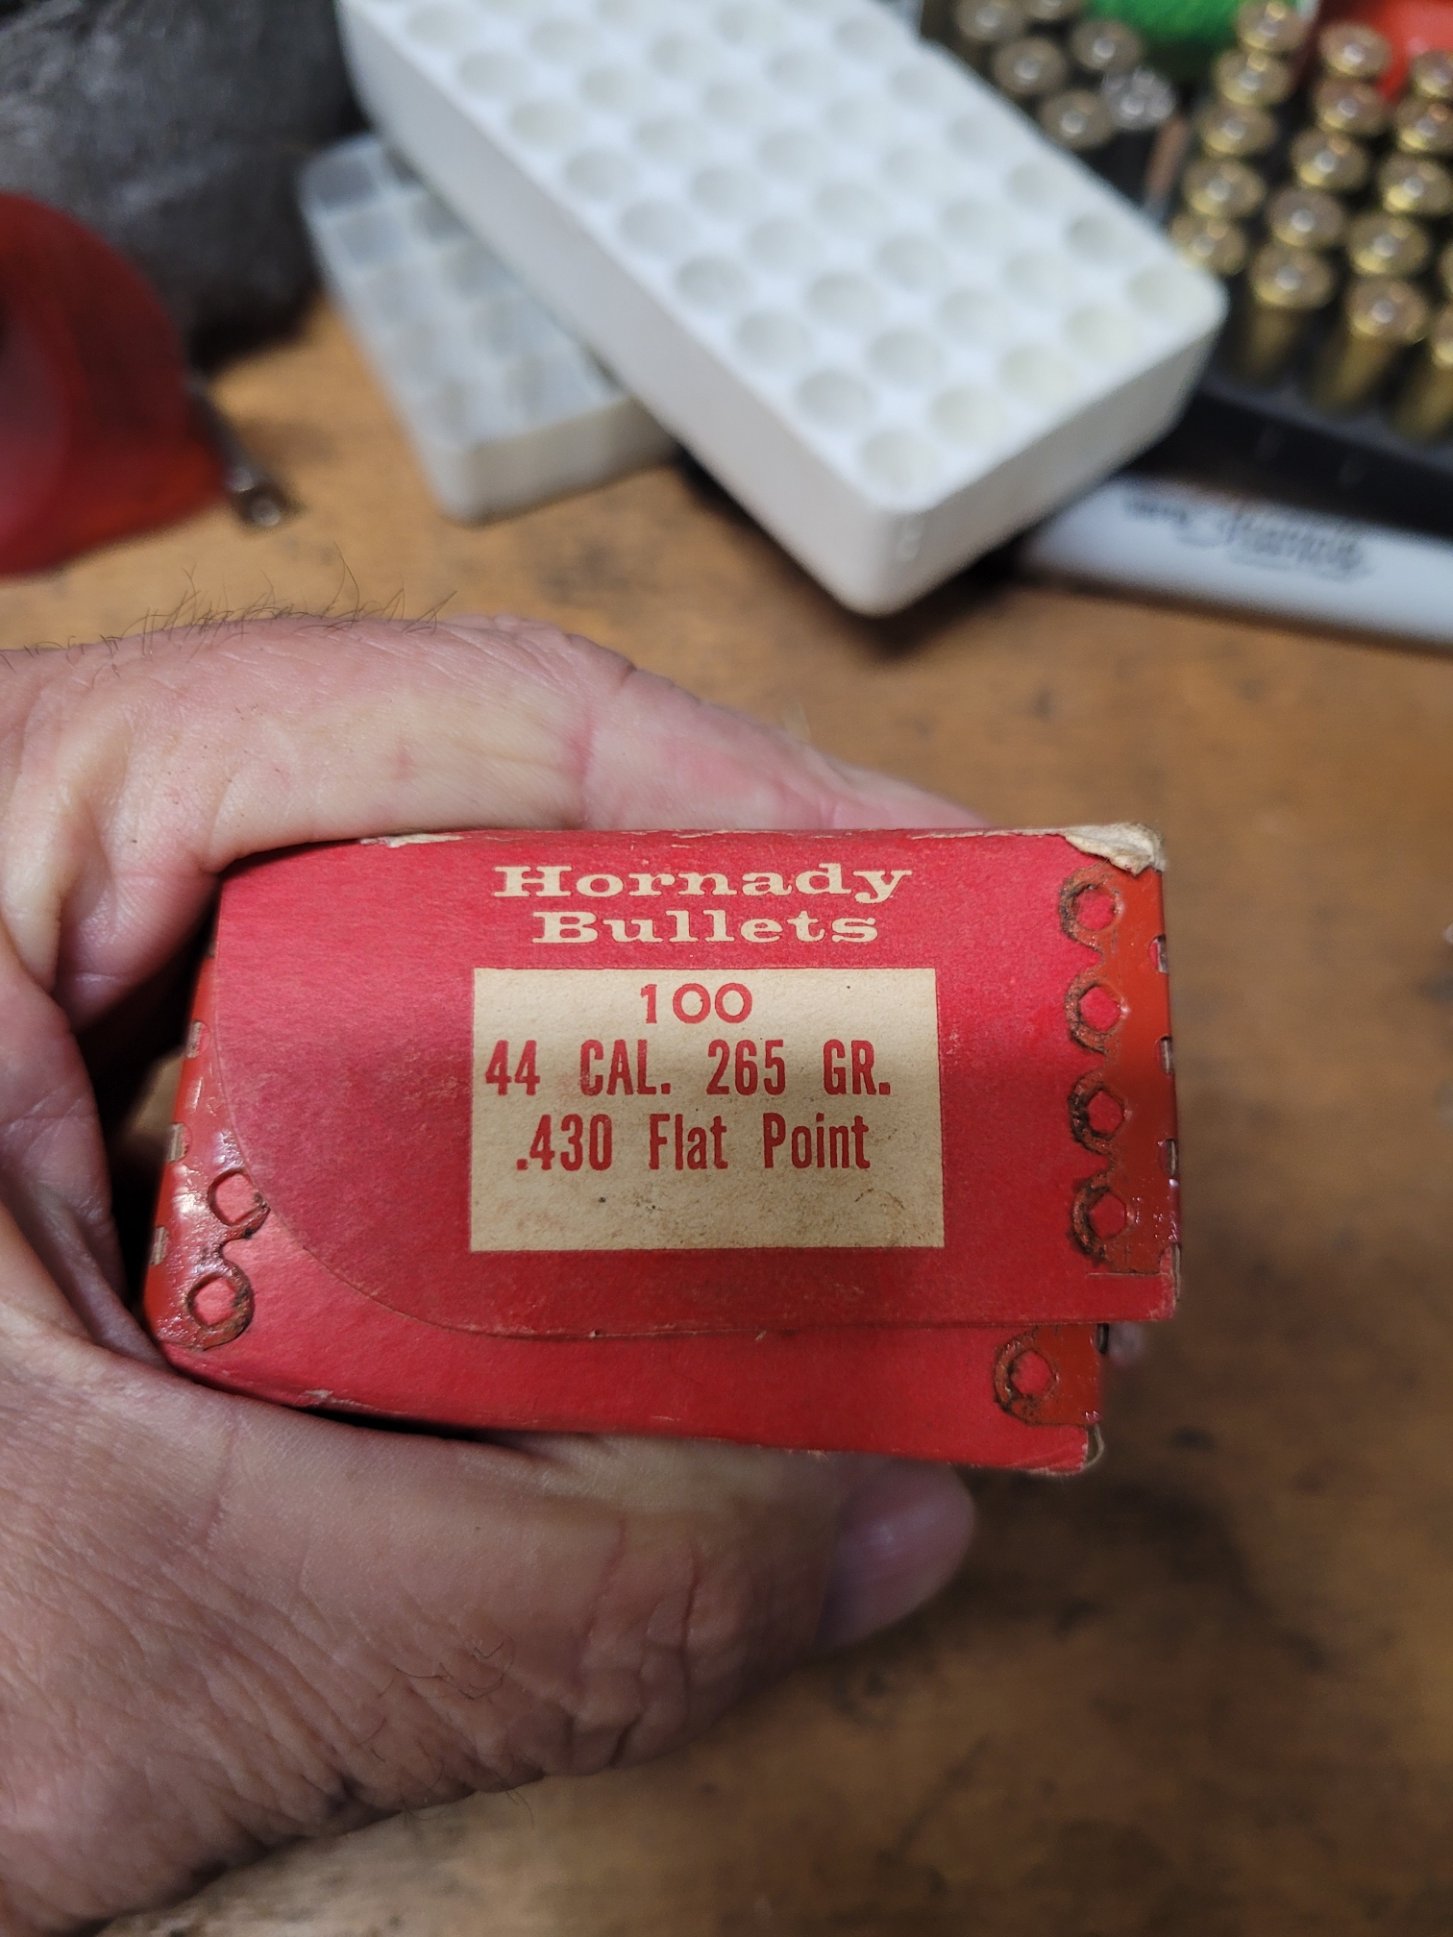 Hornady
Bullets
100
44 CAL. 265 GR.
.430 Flat Point